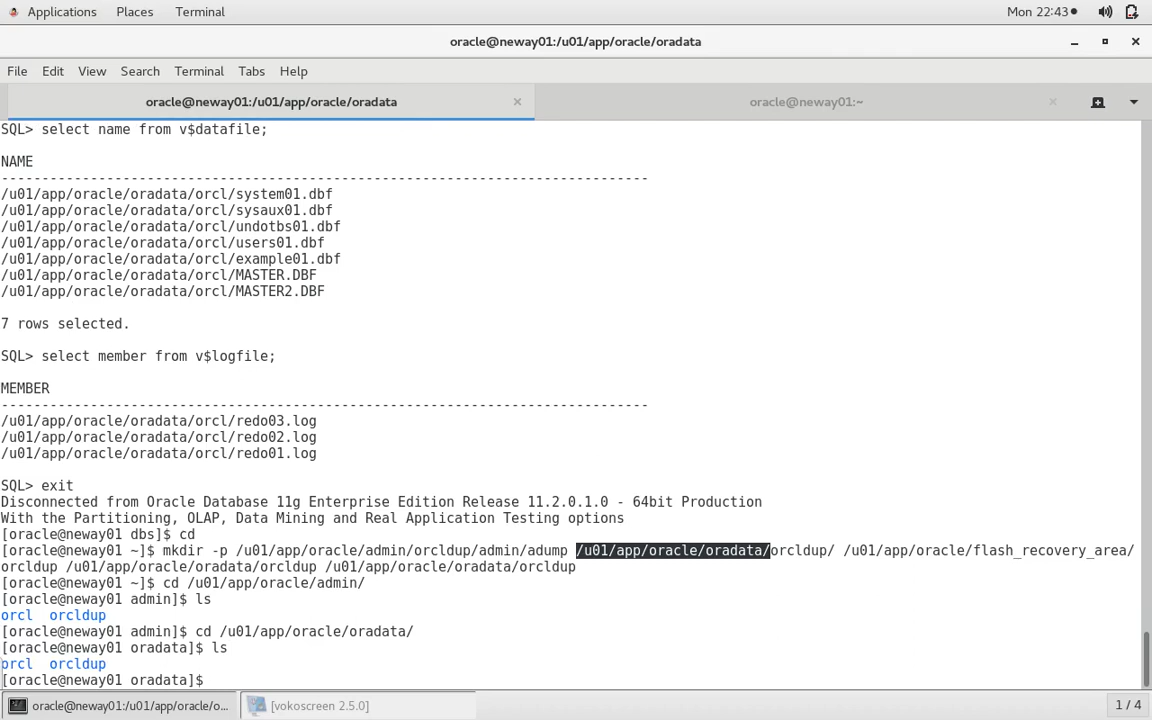 Applications Places Terminal Mon 22:43
oracle@neway01:/u01/app/oracle/oradata
File Edit View Search Terminal Tabs Help
oracle@neway01:/u01/app/oracle/oradata oracle@neway01:~
SQL> select name from v$datafile;
NAME
--------------------------------------------------------------------------------
/u01/app/oracle/oradata/orcl/system01.dbf
/u01/app/oracle/oradata/orcl/sysaux01.dbf
/u01/app/oracle/oradata/orcl/undotbs01.dbf
/u01/app/oracle/oradata/orcl/users01.dbf
/u01/app/oracle/oradata/orcl/example01.dbf
/u01/app/oracle/oradata/orcl/MASTER.DBF
/u01/app/oracle/oradata/orcl/MASTER2.DBF
7 rows selected.
SQL> select member from v$logfile;
MEMBER
--------------------------------------------------------------------------------
/u01/app/oracle/oradata/orcl/redo03.log
/u01/app/oracle/oradata/orcl/redo02.log
/u01/app/oracle/oradata/orcl/redo01.log
SQL> exit
Disconnected from Oracle Database 11g Enterprise Edition Release 11.2.0.1.0 - 64bit Production
With the Partitioning, OLAP, Data Mining and Real Application Testing options
[oracle@neway01 dbs]$ cd
[oracle@neway01 ~]$ mkdir -p /u01/app/oracle/admin/orcldup/admin/adump /u01/app/oracle/oradata/orcldup/ /u01/app/oracle/flash_recovery_area/
orcldup /u01/app/oracle/oradata/orcldup /u01/app/oracle/oradata/orcldup
[oracle@neway01 ~]$ cd /u01/app/oracle/admin/
[oracle@neway01 admin]$ ls
orcl orcldup
[oracle@neway01 admin]$ cd /u01/app/oracle/oradata/
[oracle@neway01 oradata]$ ls
orcl orcldup
[oracle@neway01 oradata]$
oracle@neway01:/u01/app/oracle/o... [vokoscreen 2.5.0] 1 / 4